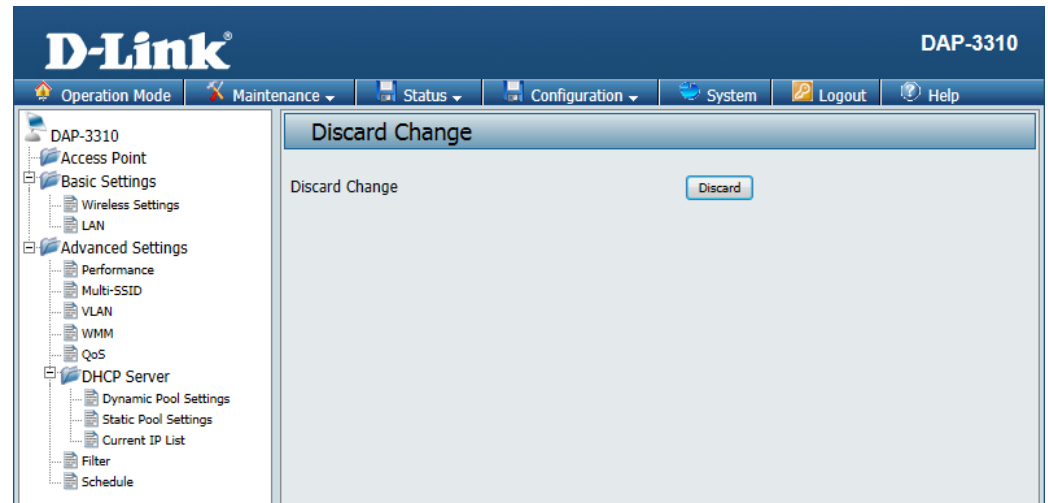 D-Link®
DAP-3310
Operation Mode
Maintenance
Status
Configuration
System
Logout
Help
DAP-3310
Access Point
Basic Settings
Wireless Settings
LAN
Advanced Settings
Performance
Multi-SSID
VLAN
WMM
QoS
DHCP Server
Dynamic Pool Settings
Static Pool Settings
Current IP List
Filter
Schedule
Discard Change
Discard Change
Discard